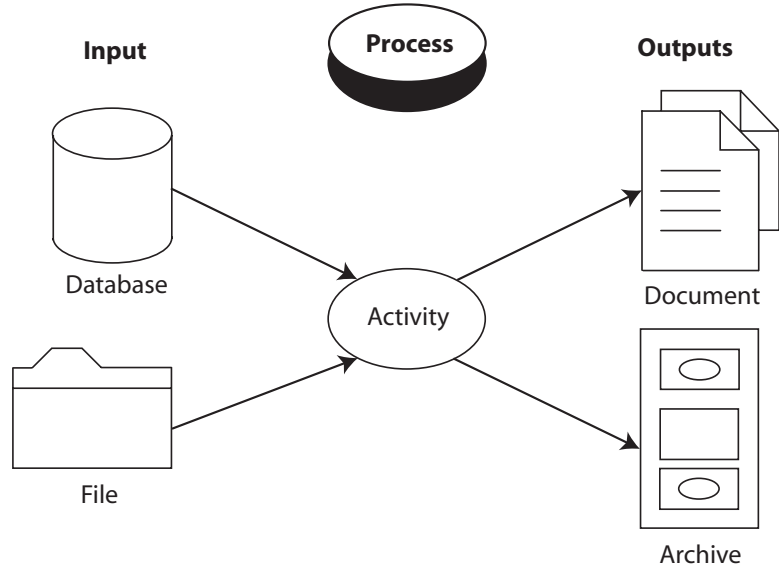 Input
Process
Outputs
Database
Activity
Document
File
Archive